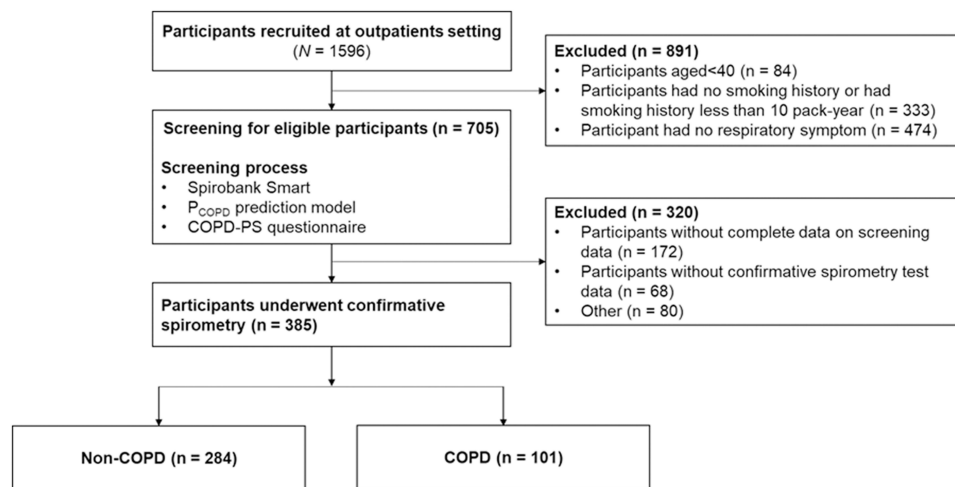 Participants recruited at outpatients setting
(N = 1596)
Excluded (n = 891)
• Participants aged<40 (n = 84)
• Participants had no smoking history or had
smoking history less than 10 pack-year (n = 333)
• Participant had no respiratory symptom (n = 474)
Screening for eligible participants (n = 705)
Screening process
• Spirobank Smart
• PCOPD prediction model
• COPD-PS questionnaire
Excluded (n = 320)
• Participants without complete data on screening
data (n = 172)
• Participants without confirmative spirometry test
data (n = 68)
• Other (n = 80)
Participants underwent confirmative
spirometry (n = 385)
Non-COPD (n = 284)
COPD (n = 101)